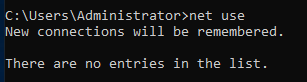 C:\Users\Administrator>net use
New connections will be remembered.
There are no entries in the list.